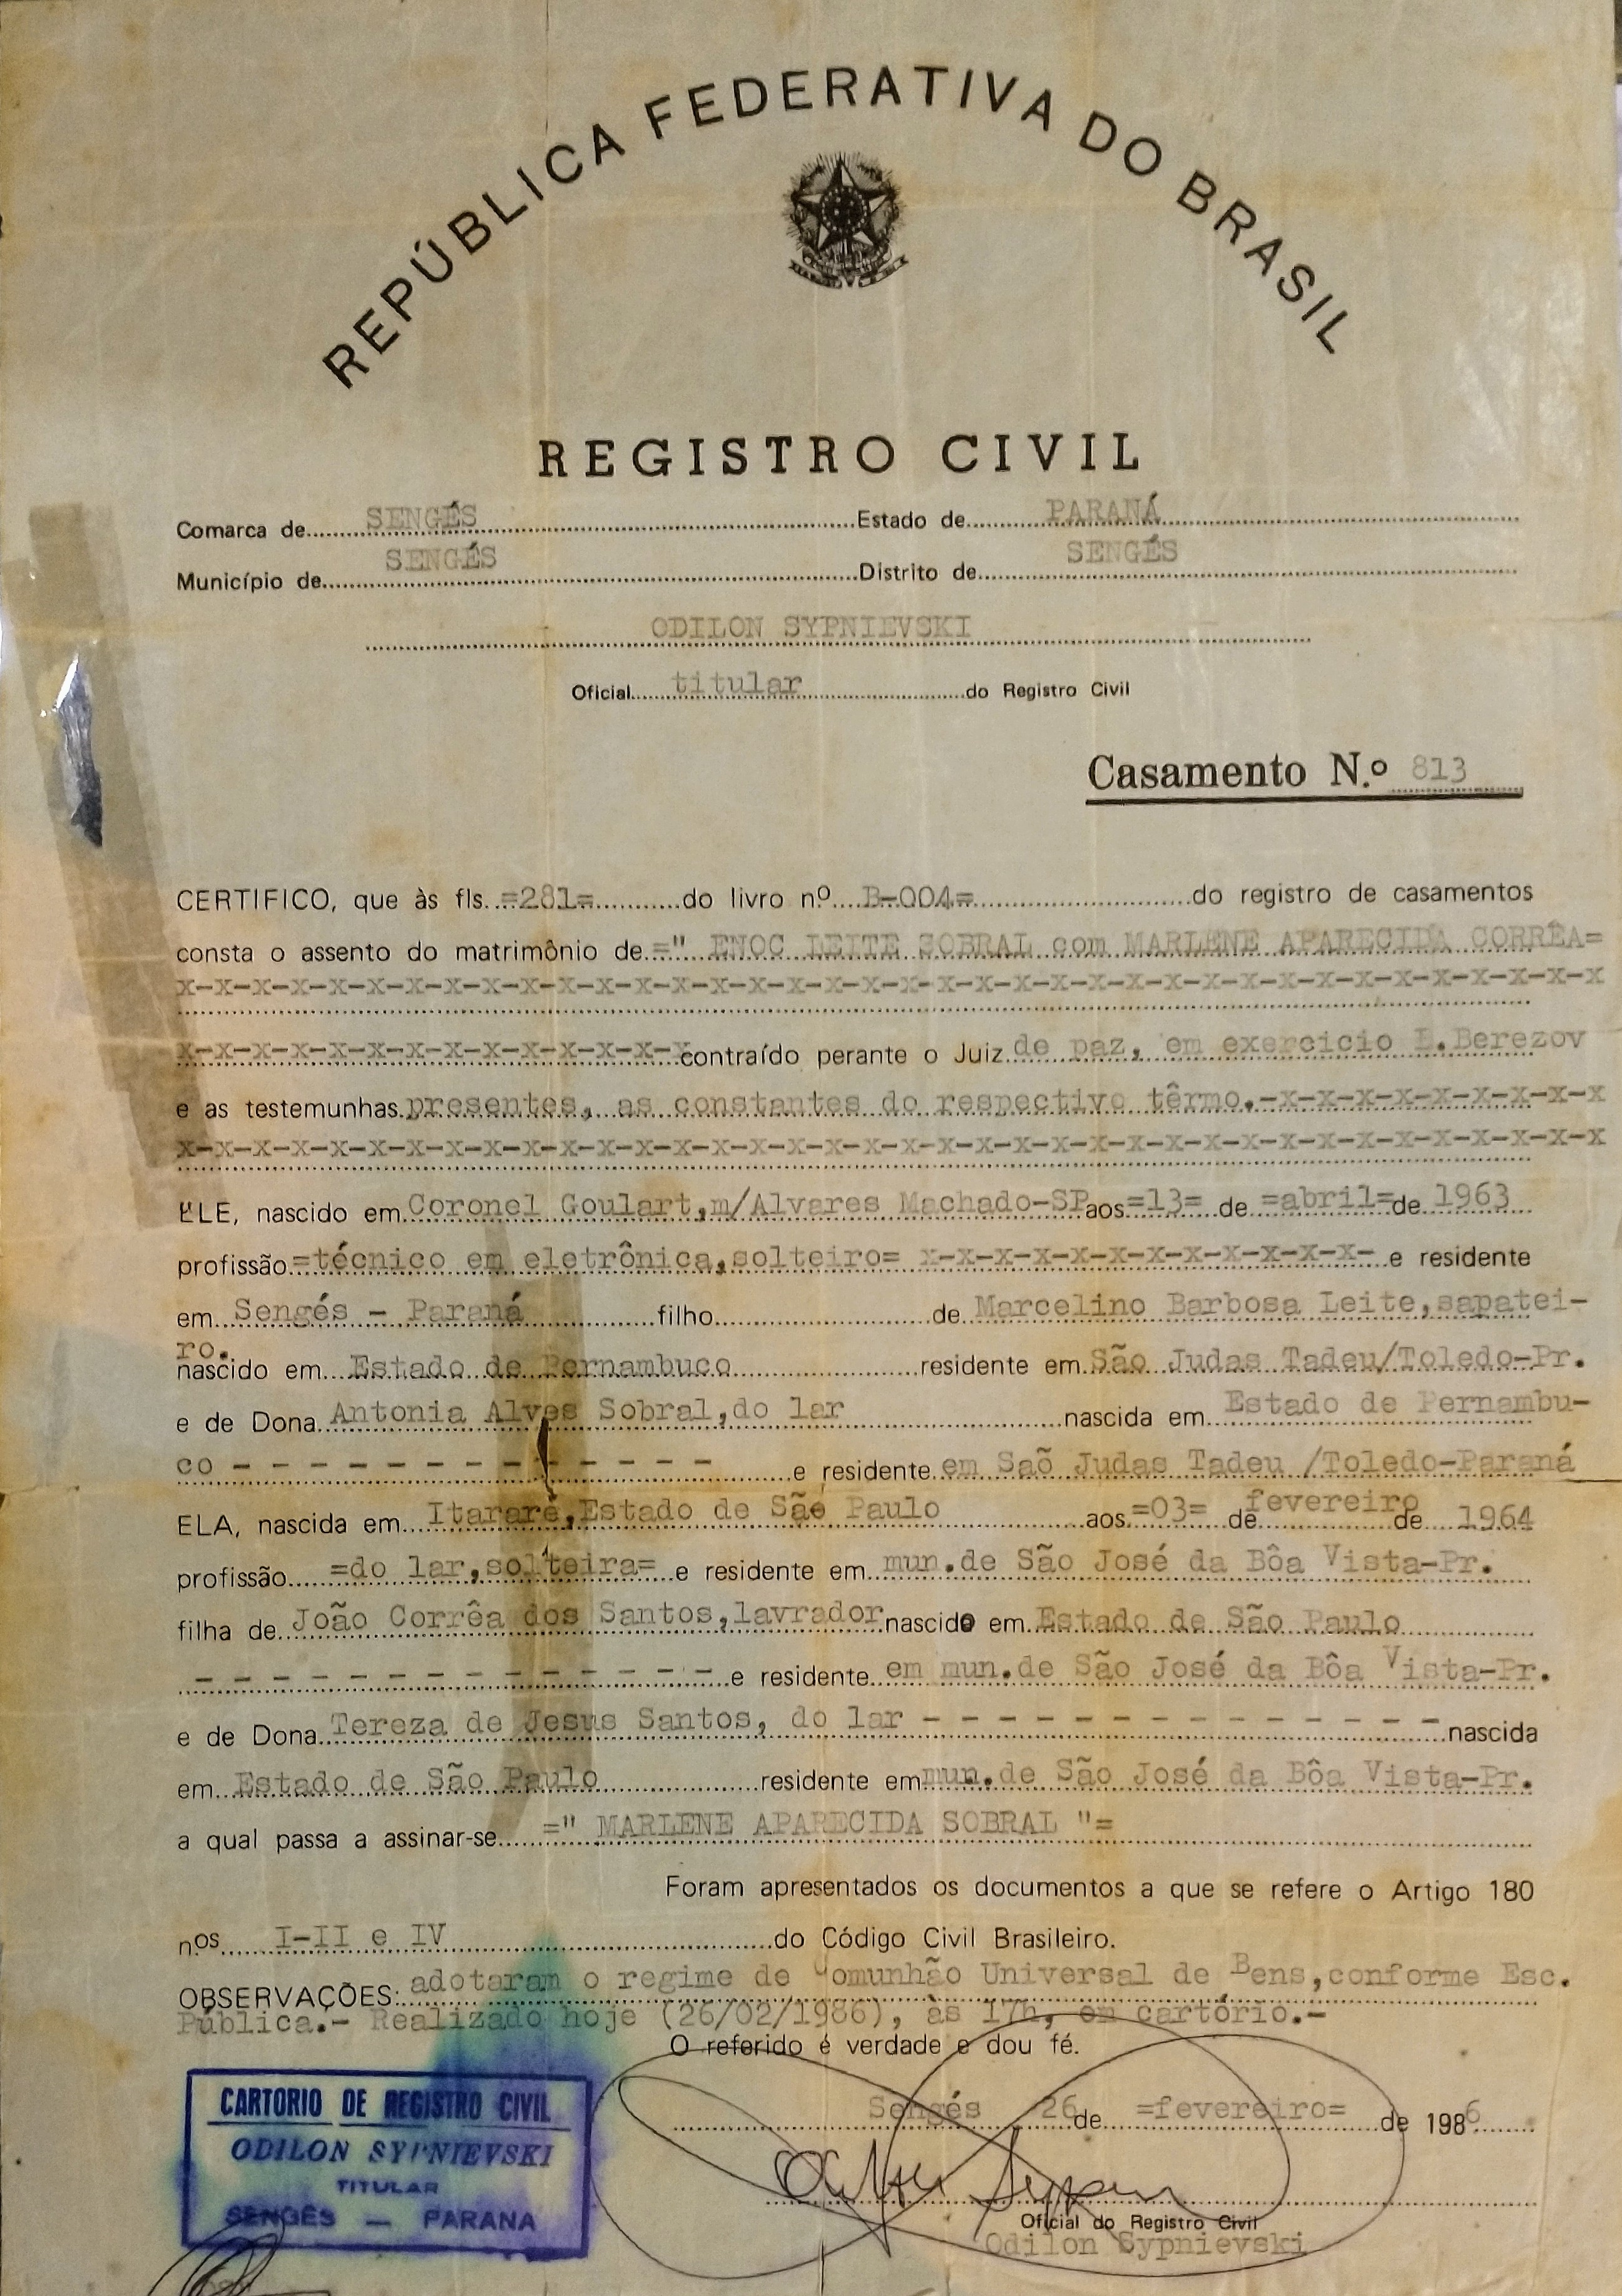 REPÚBLICA FEDERATIVA DO BRASIL
REGISTRO CIVIL
Comarca de SENGÉS Estado de PARANÁ
Município de SENGÉS Distrito de SENGÉS
ODILON SYPNIEVSKI
Oficial titular do Registro Civil
Casamento N.º 813
CERTIFICO, que às fls. =281= do livro nº B-004= do registro de casamentos
consta o assento do matrimônio de =" ENOC LEITE SOBRAL com MARLENE APARECIDA CORRÊA=
x-x-x-x-x-x-x-x-x-x-x-x-x-x-x-x-x-x-x-x-x-x-x-x-x-x-x-x-x-x-x-x-x-x-x-x-x-x
x-x-x-x-x-x-x-x-x-x-x-x-x-x contraído perante o Juiz de paz, em exercicio B.Berezov
e as testemunhas presentes, as constantes do respectivo têrmo.-x-x-x-x-x-x-x-x-x
x-x-x-x-x-x-x-x-x-x-x-x-x-x-x-x-x-x-x-x-x-x-x-x-x-x-x-x-x-x-x-x-x-x-x-x-x-x
ELE, nascido em Coronel Goulart,m/Alvares Machado-SP aos =13= de =abril= de 1963
profissão =técnico em eletrônica,solteiro= x-x-x-x-x-x-x-x-x-x-x-x- e residente
em Sengés - Paraná filho de Marcelino Barbosa Leite,sapatei-
ro.
nascido em Estado de Pernambuco residente em São Judas Tadeu/Toledo-Pr.
e de Dona Antonia Alves Sobral,do lar nascida em Estado de Pernambu-
co - - - - - - - - - - - - - e residente em Saõ Judas Tadeu /Toledo-Paraná
ELA, nascida em Itararé,Estado de São Paulo aos =03= de fevereiro de 1964
profissão =do lar,solteira= e residente em mun.de São José da Bôa Vista-Pr.
filha de João Corrêa dos Santos,lavrador nascido em Estado de São Paulo
- - - - - - - - - - - - - - e residente em mun.de São José da Bôa Vista-Pr.
e de Dona Tereza de Jesus Santos, do lar - - - - - - - - - - - - - - nascida
em Estado de São Paulo residente em mun.de São José da Bôa Vista-Pr.
a qual passa a assinar-se =" MARLENE APARECIDA SOBRAL "=
Foram apresentados os documentos a que se refere o Artigo 180
nºs I-II e IV do Código Civil Brasileiro.
OBSERVAÇÕES: adotaram o regime de Comunhão Universal de Bens,conforme Esc.
Pública.- Realizado hoje (26/02/1986), às 17h, em cartório.-
O referido é verdade e dou fé.
Sengés 26 de =fevereiro= de 1986
Oficial do Registro Civil
Odilon Sypnievski
CARTORIO DE REGISTRO CIVIL
ODILON SYPNIEVSKI
TITULAR
SENGÉS — PARANA